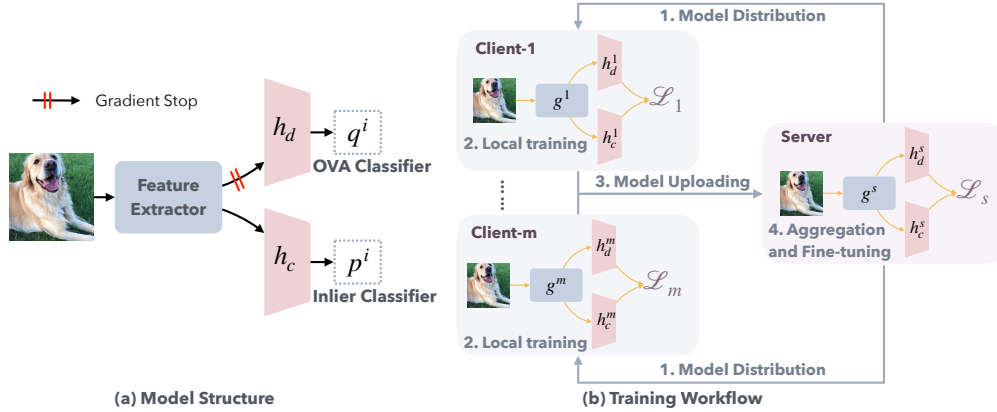 Gradient Stop
Feature
Extractor
h_d
q^i
OVA Classifier
h_c
p^i
Inlier Classifier
(a) Model Structure
1. Model Distribution
Client-1
g^1
h_d^1
h_c^1
ℒ_1
2. Local training
3. Model Uploading
Client-m
g^m
h_d^m
h_c^m
ℒ_m
2. Local training
Server
g^s
h_d^s
h_c^s
ℒ_s
4. Aggregation
and Fine-tuning
1. Model Distribution
(b) Training Workflow